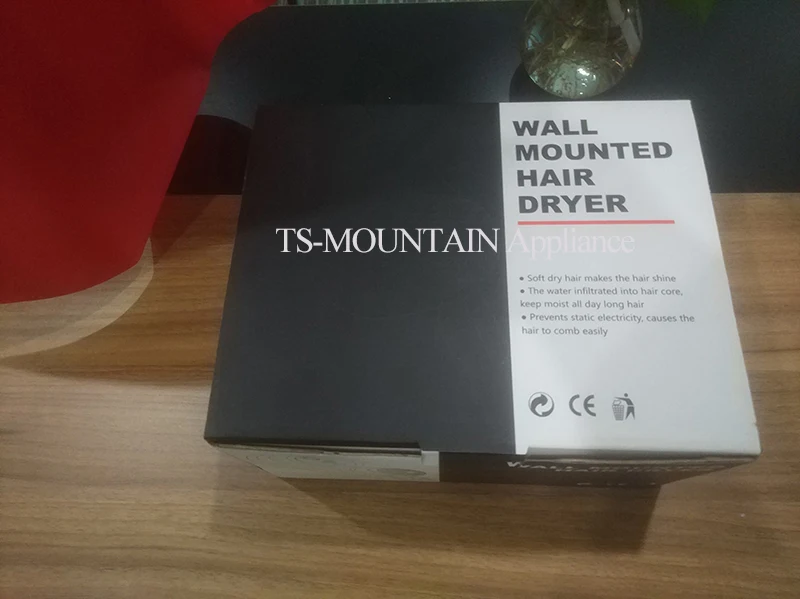 WALL
MOUNTED
HAIR
DRYER
TS-MOUNTAIN Appliance
• Soft dry hair makes the hair shine
• The water infiltrated into hair core,
keep moist all day long hair
• Prevents static electricity, causes the
hair to comb easily
CE
WALL